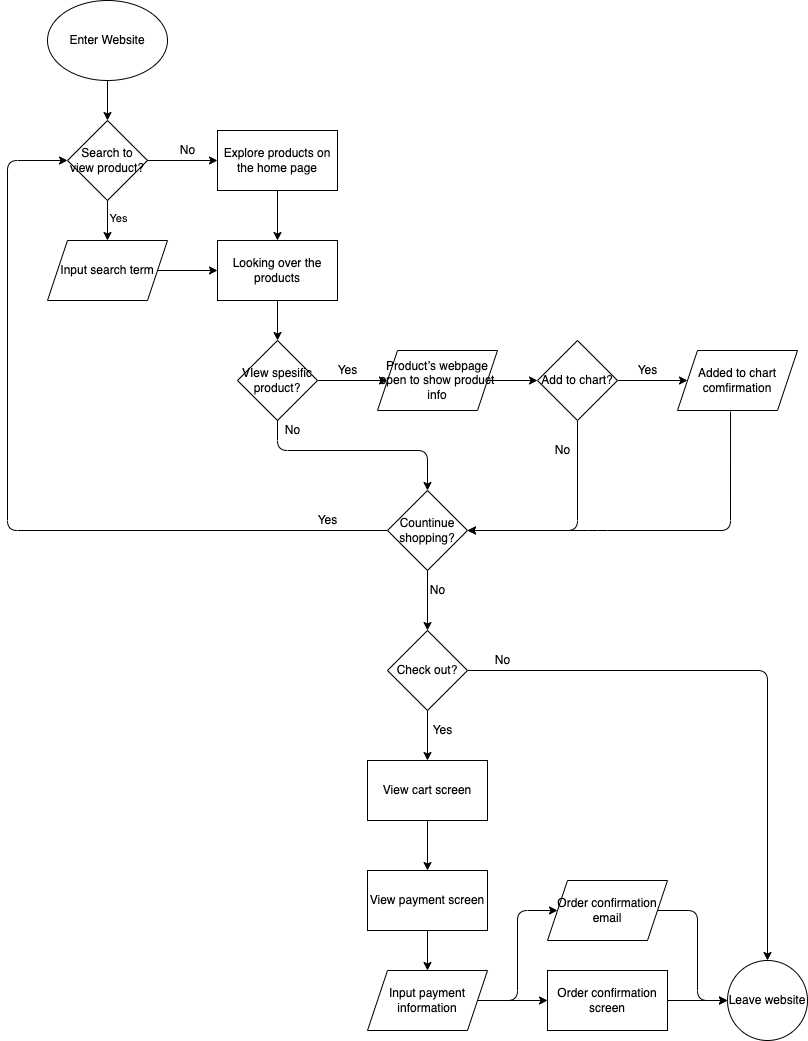 Enter Website
Search to
view product?
No
Explore products on
the home page
Yes
Input search term
Looking over the
products
VIew spesific
product?
Yes
Product's webpage
open to show product
info
Add to chart?
Yes
Added to chart
comfirmation
No
No
Countinue
shopping?
Yes
No
Check out?
No
Yes
View cart screen
View payment screen
Order confirmation
email
Input payment
information
Order confirmation
screen
Leave website